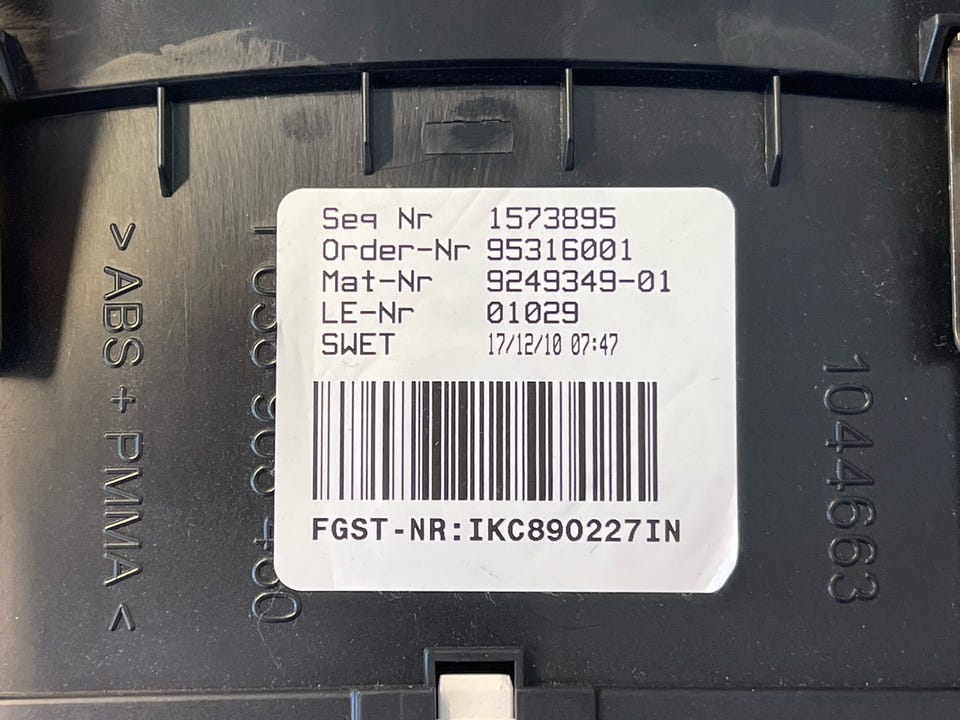 Seq Nr 1573895
Order-Nr 95316001
Mat-Nr 9249349-01
LE-Nr 01029
SWET 17/12/10 07:47
FGST-NR:IKC890227IN
>ABS+PMMA<
1044663